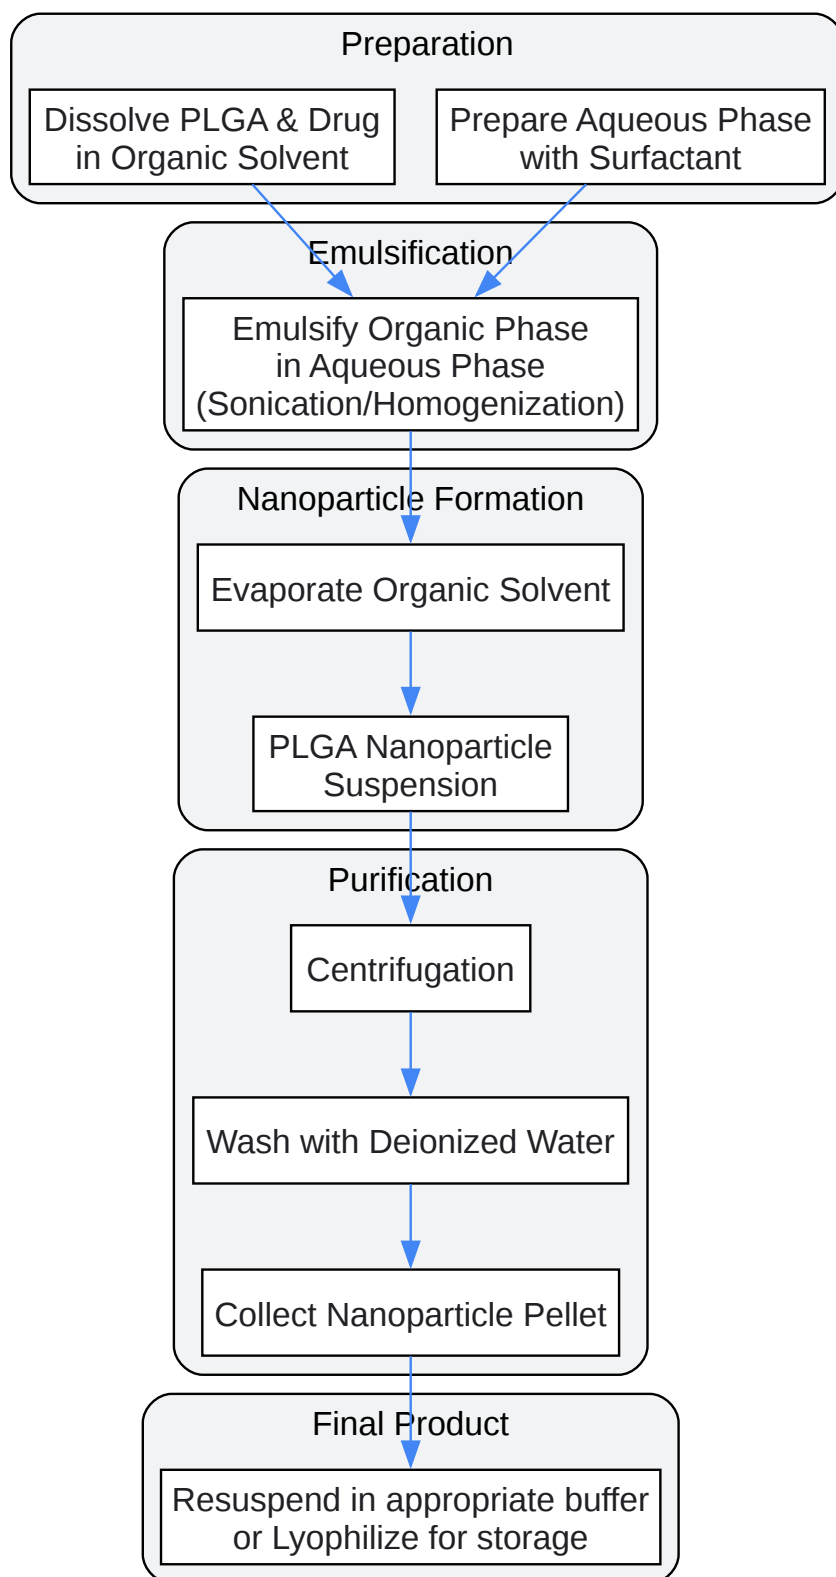 Preparation
Dissolve PLGA & Drug
in Organic Solvent
Prepare Aqueous Phase
with Surfactant
Emulsification
Emulsify Organic Phase
in Aqueous Phase
(Sonication/Homogenization)
Nanoparticle Formation
Evaporate Organic Solvent
PLGA Nanoparticle
Suspension
Purification
Centrifugation
Wash with Deionized Water
Collect Nanoparticle Pellet
Final Product
Resuspend in appropriate buffer
or Lyophilize for storage